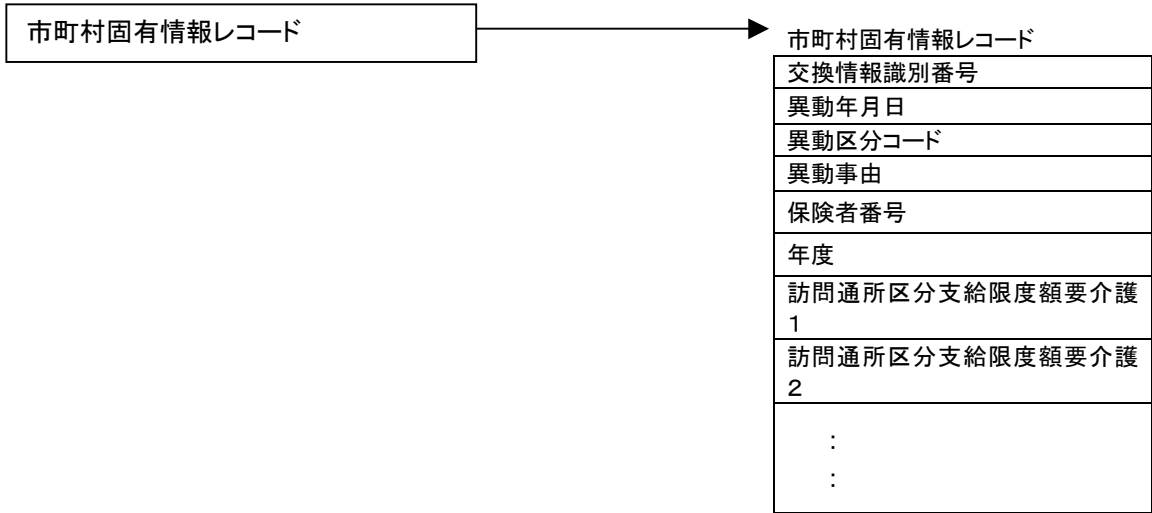 市町村固有情報レコード
市町村固有情報レコード
交換情報識別番号
異動年月日
異動区分コード
異動事由
保険者番号
年度
訪問通所区分支給限度額要介護
1
訪問通所区分支給限度額要介護
2
:
: